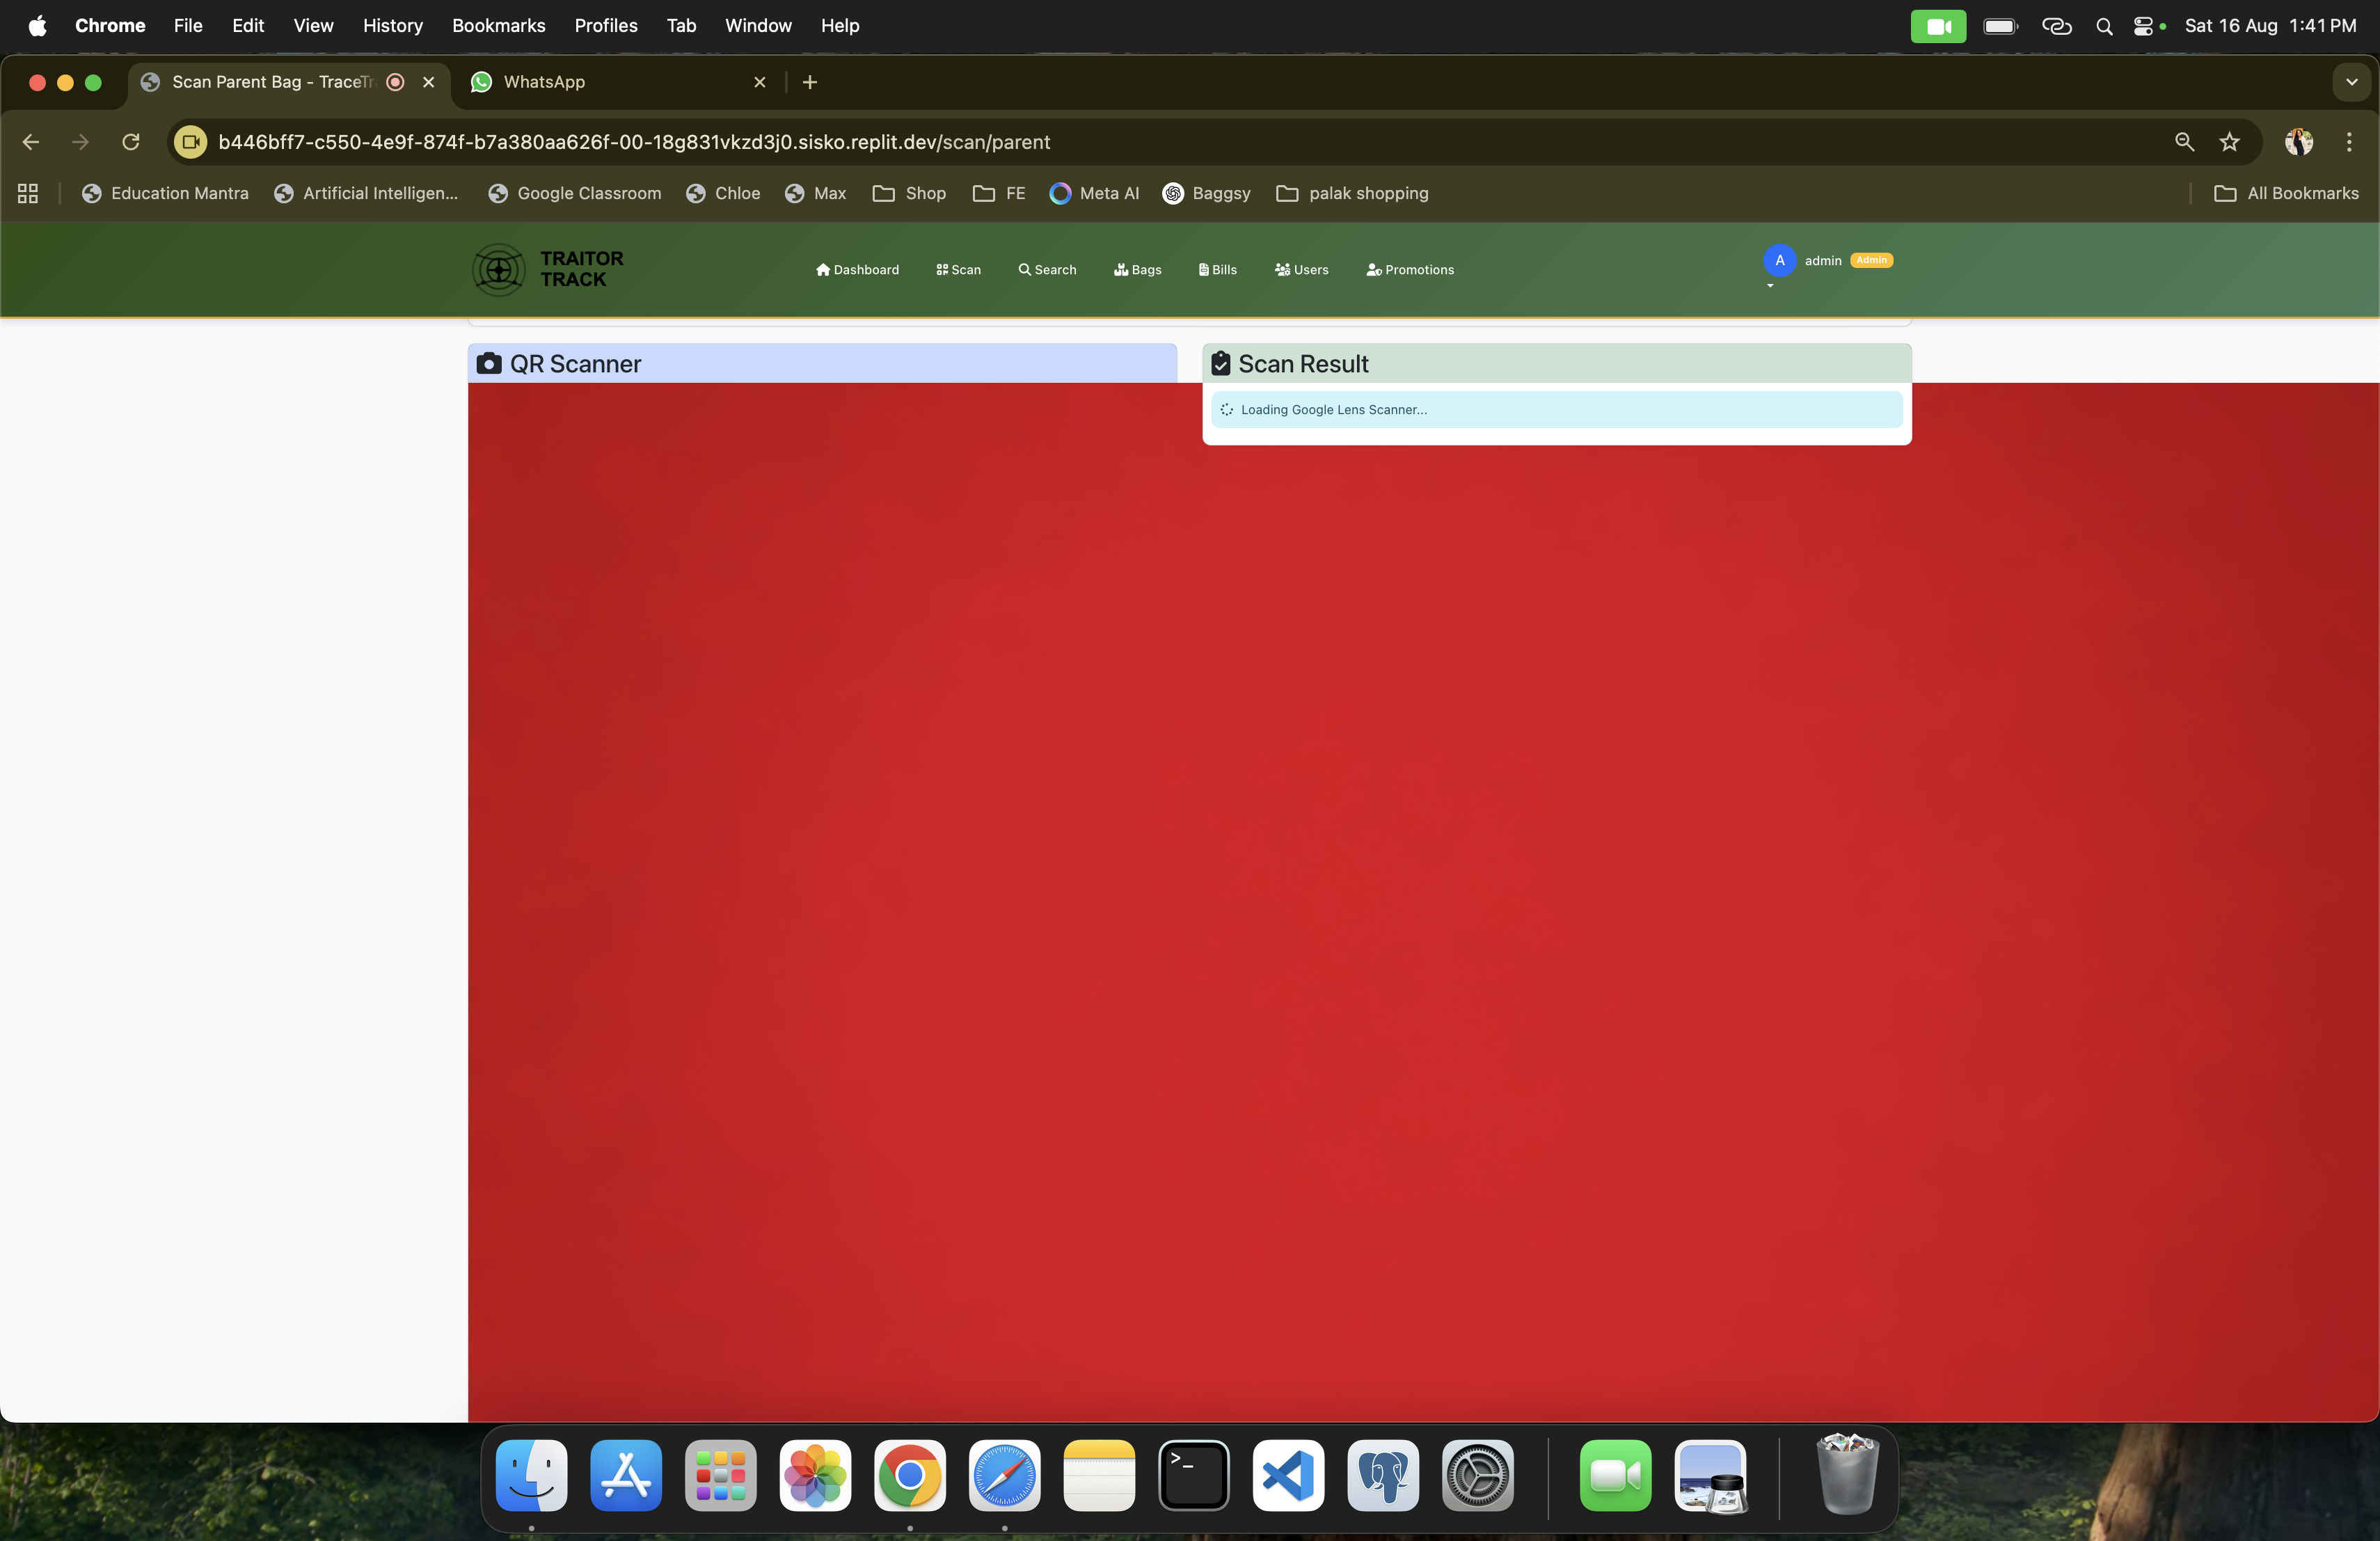 Chrome File Edit View History Bookmarks Profiles Tab Window Help Sat 16 Aug 1:41 PM
Scan Parent Bag - TraceTr WhatsApp
b446bff7-c550-4e9f-874f-b7a380aa626f-00-18g831vkzd3j0.sisko.replit.dev/scan/parent
Education Mantra Artificial Intelligen... Google Classroom Chloe Max Shop FE Meta AI Baggsy palak shopping All Bookmarks
TRAITOR
TRACK
Dashboard Scan Search Bags Bills Users Promotions A admin Admin
QR Scanner
Scan Result
Loading Google Lens Scanner...